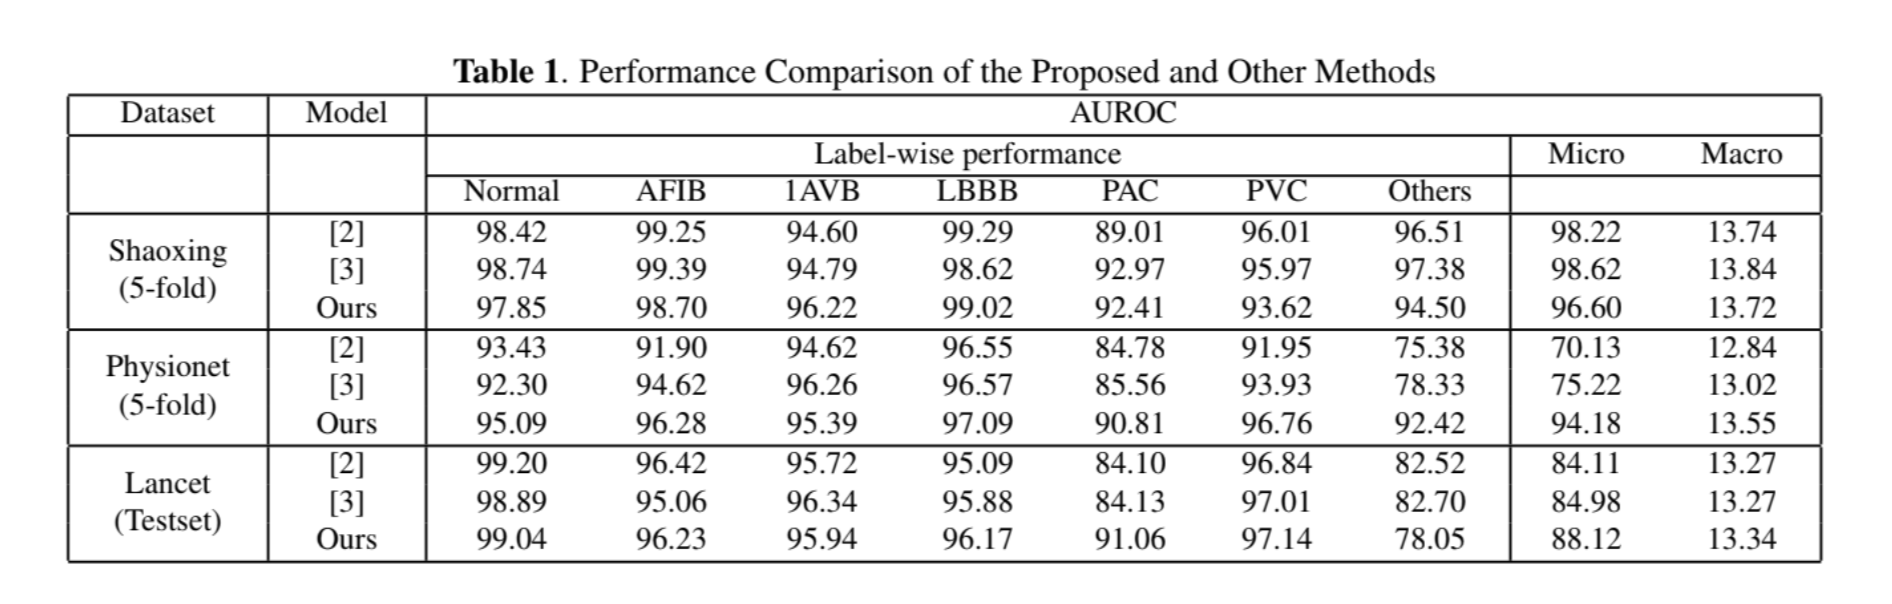 Table 1. Performance Comparison of the Proposed and Other Methods
Dataset Model AUROC
Label-wise performance Micro Macro
Normal AFIB 1AVB LBBB PAC PVC Others
Shaoxing (5-fold)
[2] 98.42 99.25 94.60 99.29 89.01 96.01 96.51 98.22 13.74
[3] 98.74 99.39 94.79 98.62 92.97 95.97 97.38 98.62 13.84
Ours 97.85 98.70 96.22 99.02 92.41 93.62 94.50 96.60 13.72
Physionet (5-fold)
[2] 93.43 91.90 94.62 96.55 84.78 91.95 75.38 70.13 12.84
[3] 92.30 94.62 96.26 96.57 85.56 93.93 78.33 75.22 13.02
Ours 95.09 96.28 95.39 97.09 90.81 96.76 92.42 94.18 13.55
Lancet (Testset)
[2] 99.20 96.42 95.72 95.09 84.10 96.84 82.52 84.11 13.27
[3] 98.89 95.06 96.34 95.88 84.13 97.01 82.70 84.98 13.27
Ours 99.04 96.23 95.94 96.17 91.06 97.14 78.05 88.12 13.34